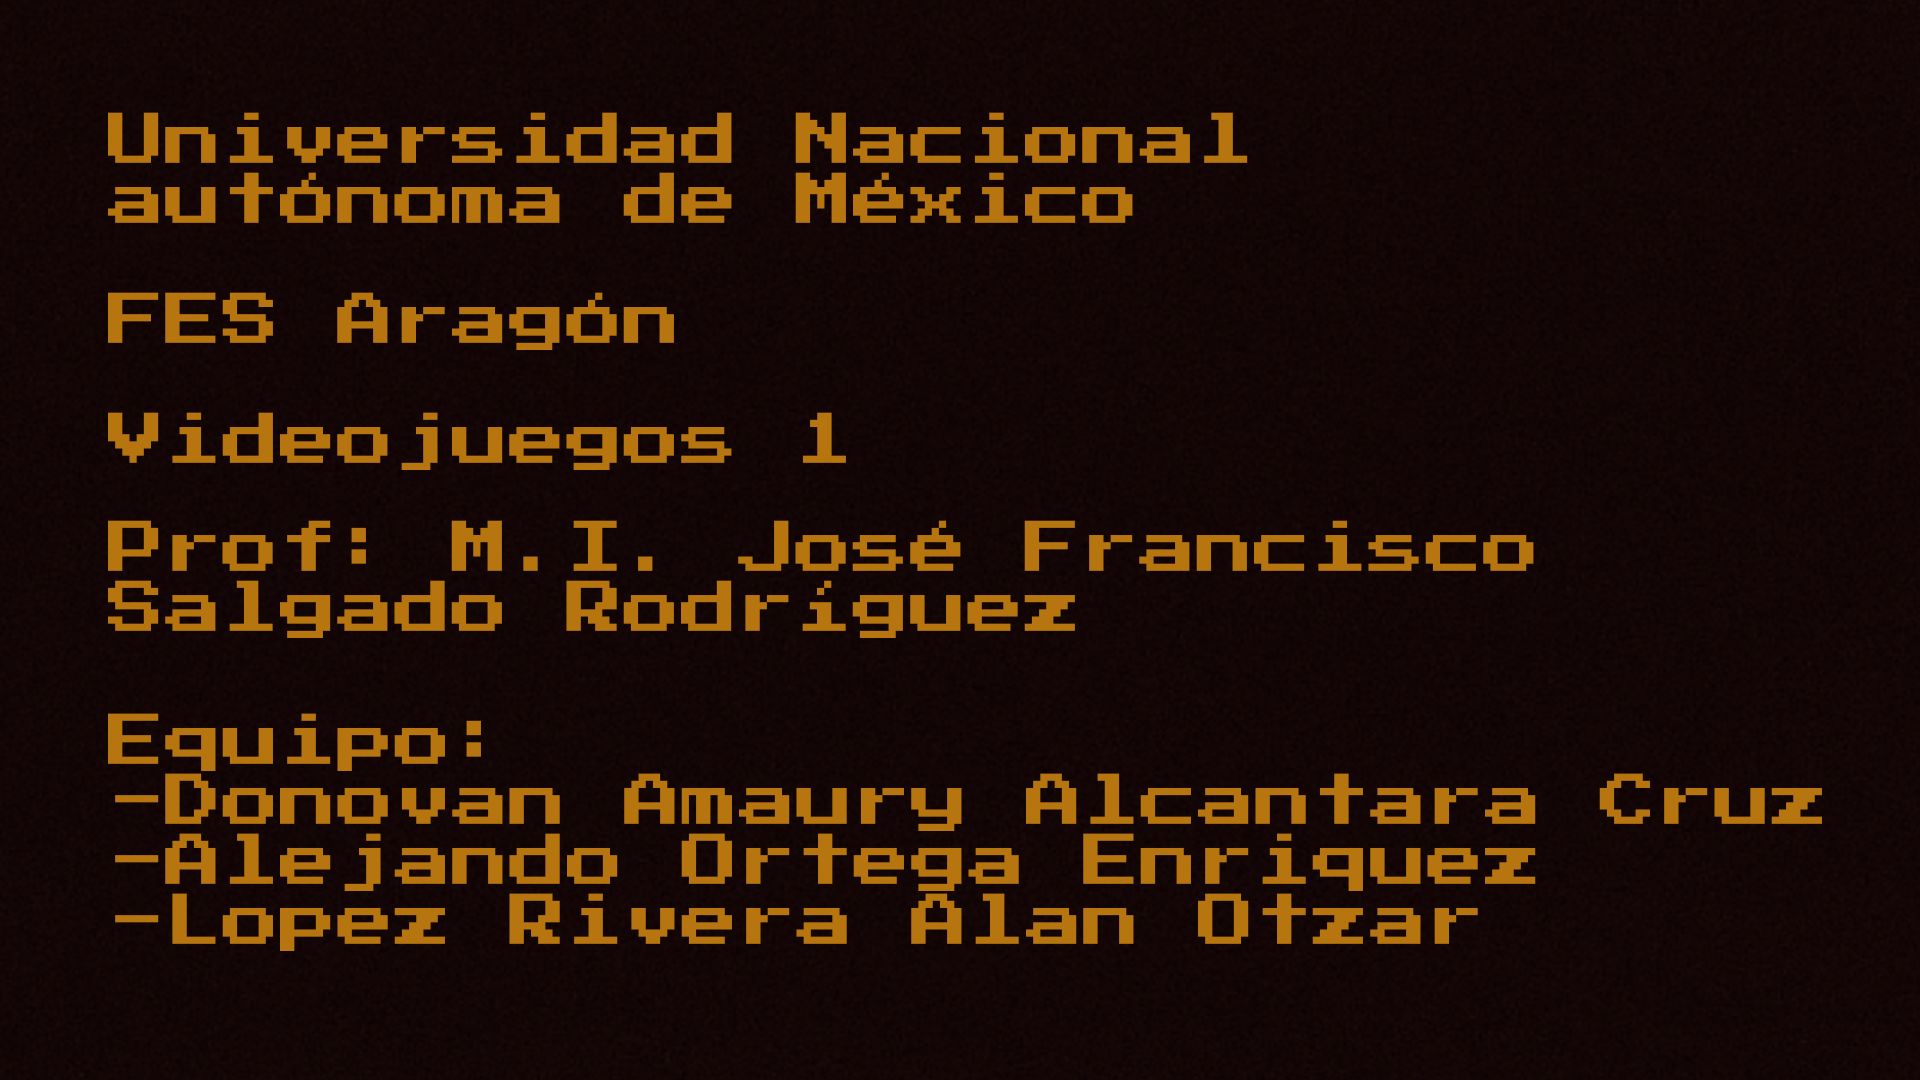 Universidad Nacional
autónoma de México
FES Aragón
Videojuegos 1
Prof: M.I. José Francisco
Salgado Rodríguez
Equipo:
-Donovan Amaury Alcantara Cruz
-Alejando Ortega Enriquez
-Lopez Rivera Alan Otzar